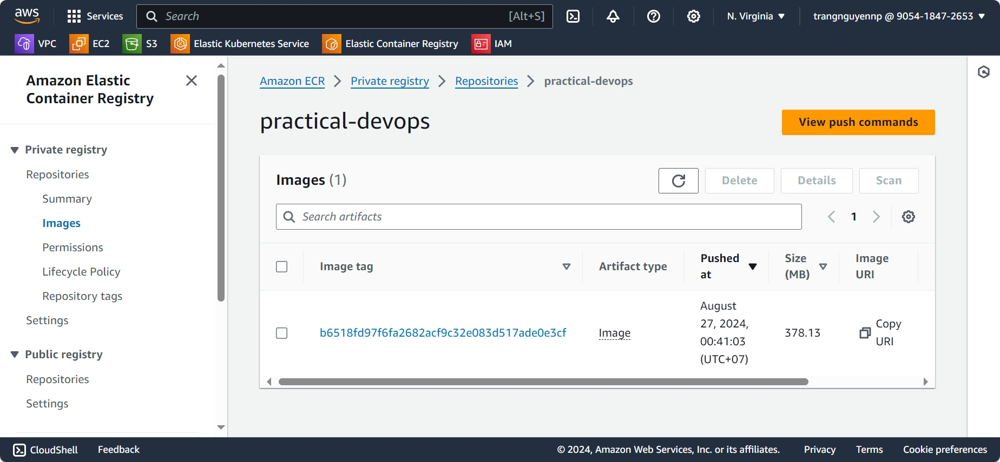 aws
Services
Search
[Alt+S]
N. Virginia
trangnguyennp @ 9054-1847-2653
VPC
EC2
S3
Elastic Kubernetes Service
Elastic Container Registry
IAM
Amazon Elastic
Container Registry
Private registry
Repositories
Summary
Images
Permissions
Lifecycle Policy
Repository tags
Settings
Public registry
Repositories
Settings
Amazon ECR
Private registry
Repositories
practical-devops
practical-devops
View push commands
Images (1)
Delete
Details
Scan
Search artifacts
1
Image tag
Artifact type
Pushed
at
Size
(MB)
Image
URI
b6518fd97f6fa2682acf9c32e083d517ade0e3cf
Image
August
27, 2024,
00:41:03
(UTC+07)
378.13
Copy
URI
CloudShell
Feedback
© 2024, Amazon Web Services, Inc. or its affiliates.
Privacy
Terms
Cookie preferences